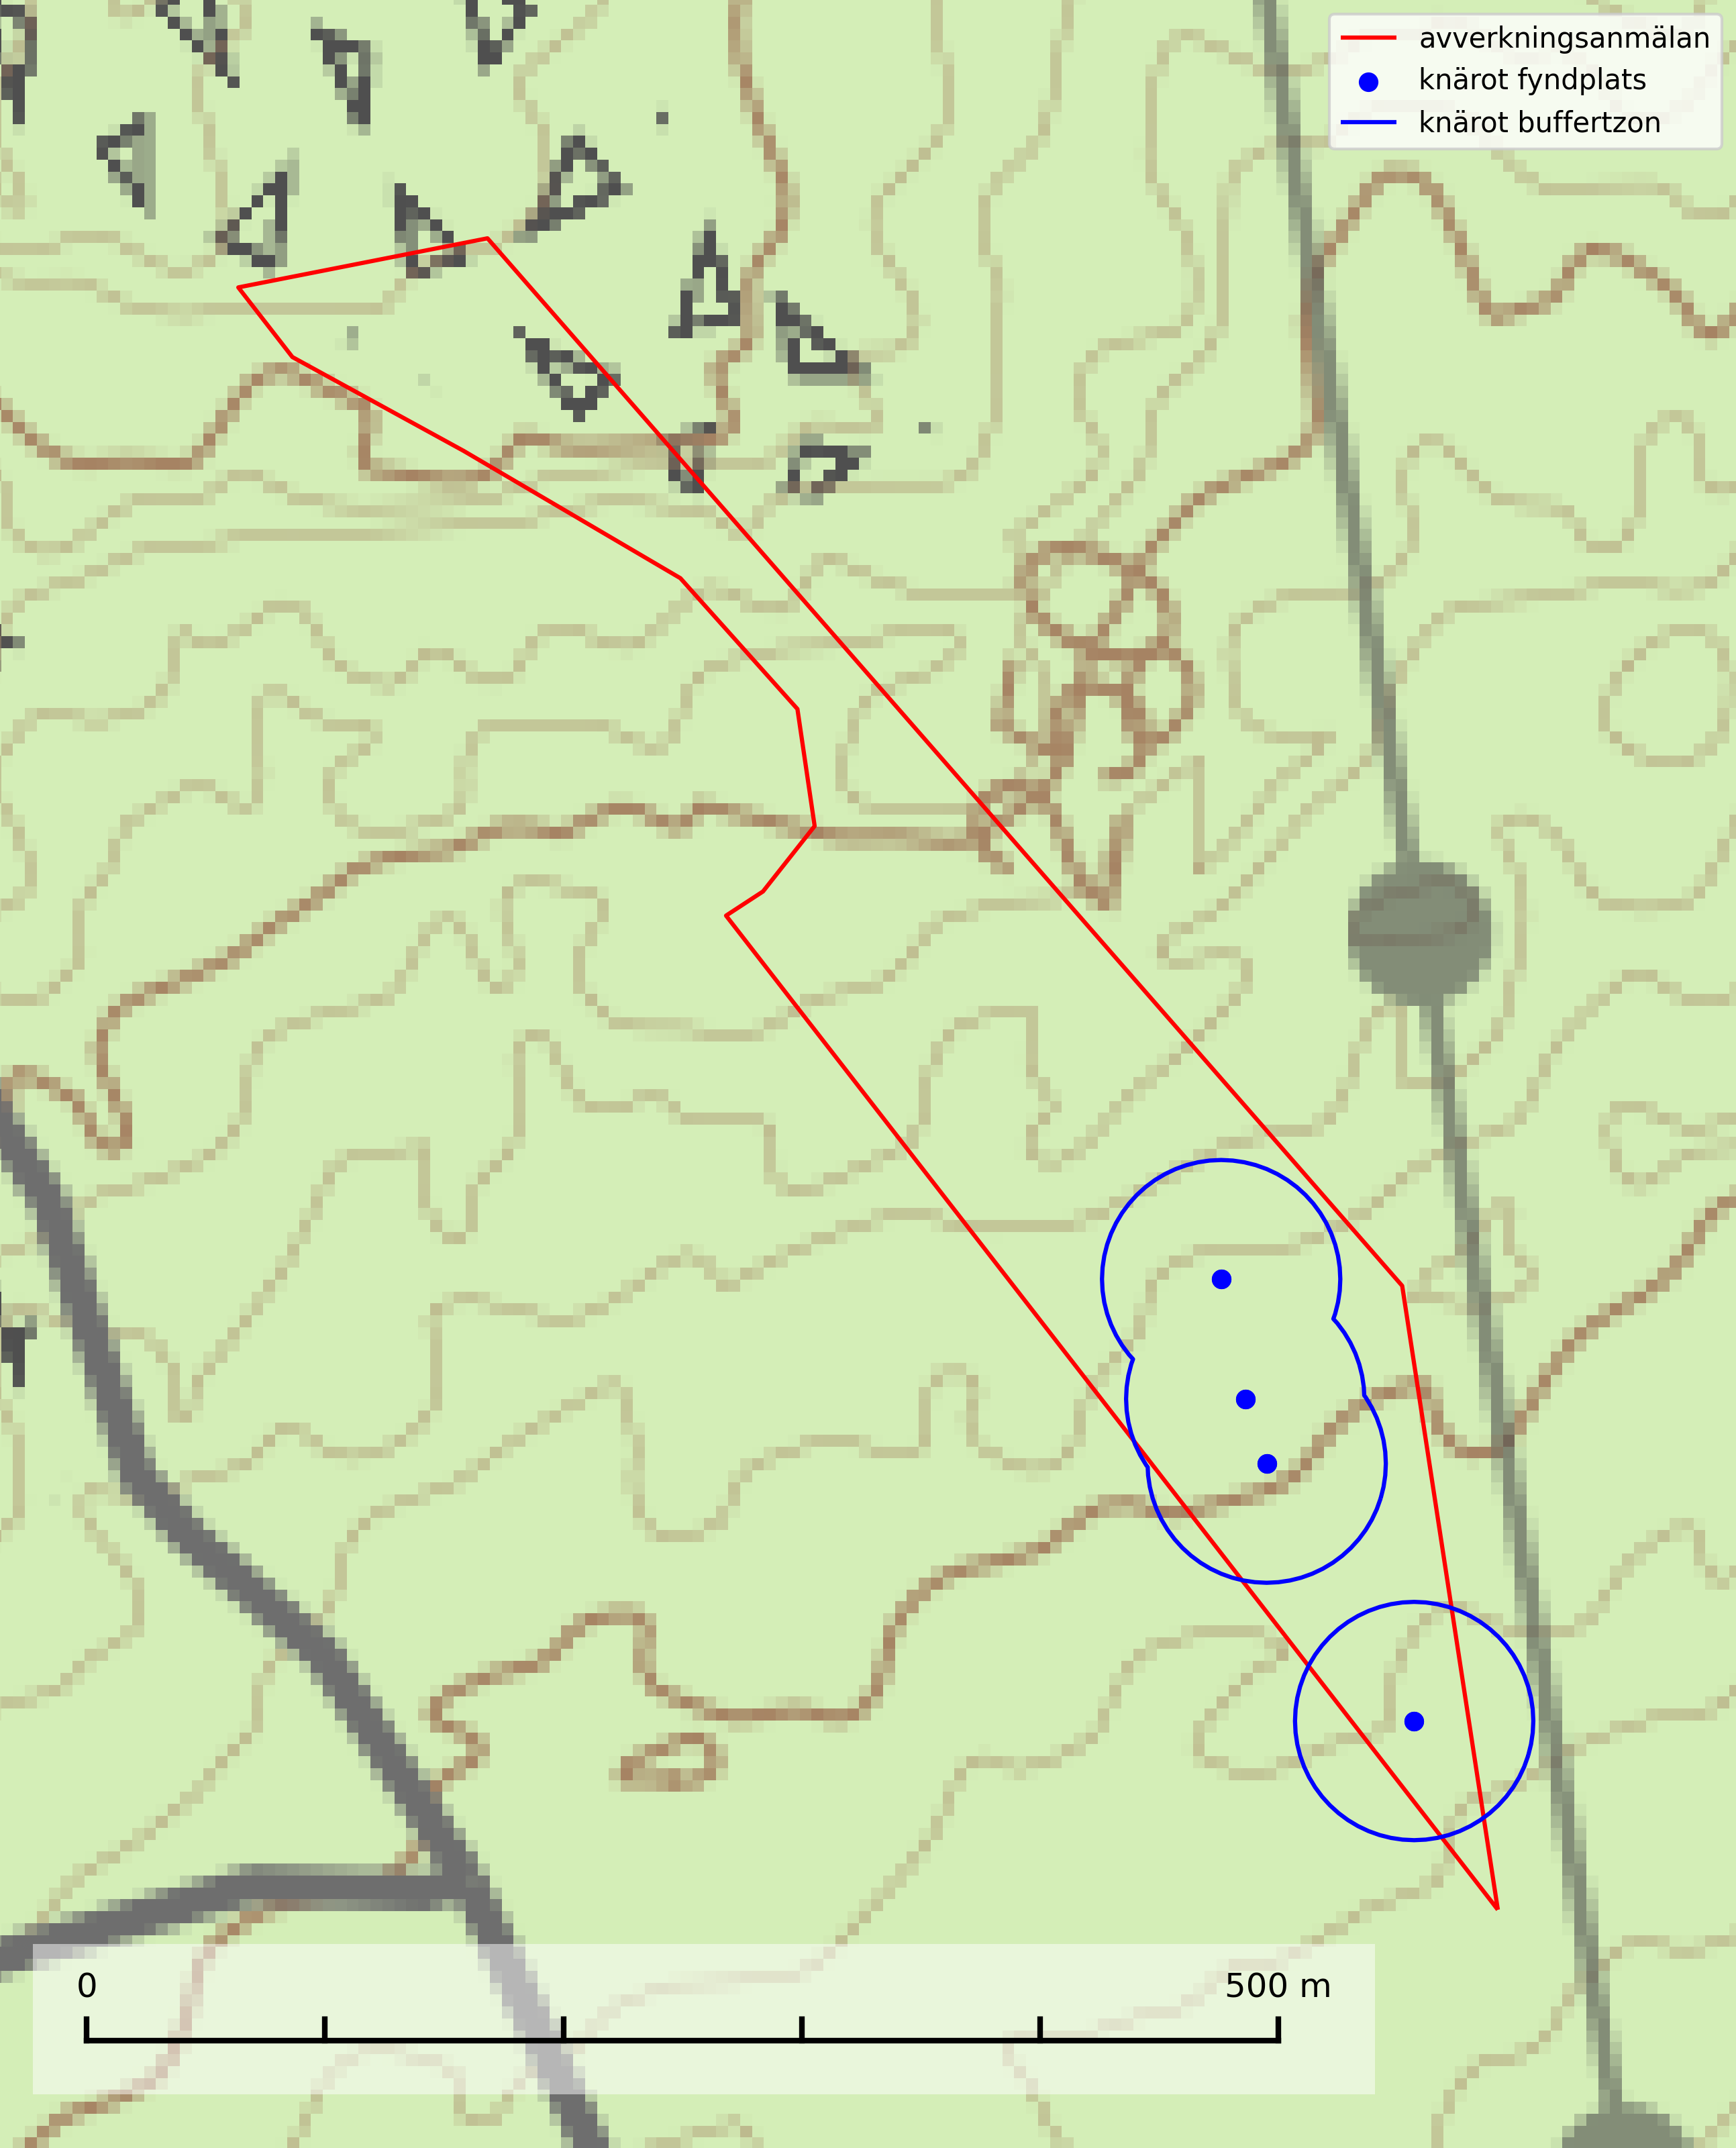 avverkningsanmälan
knärot fyndplats
knärot buffertzon
0 500 m